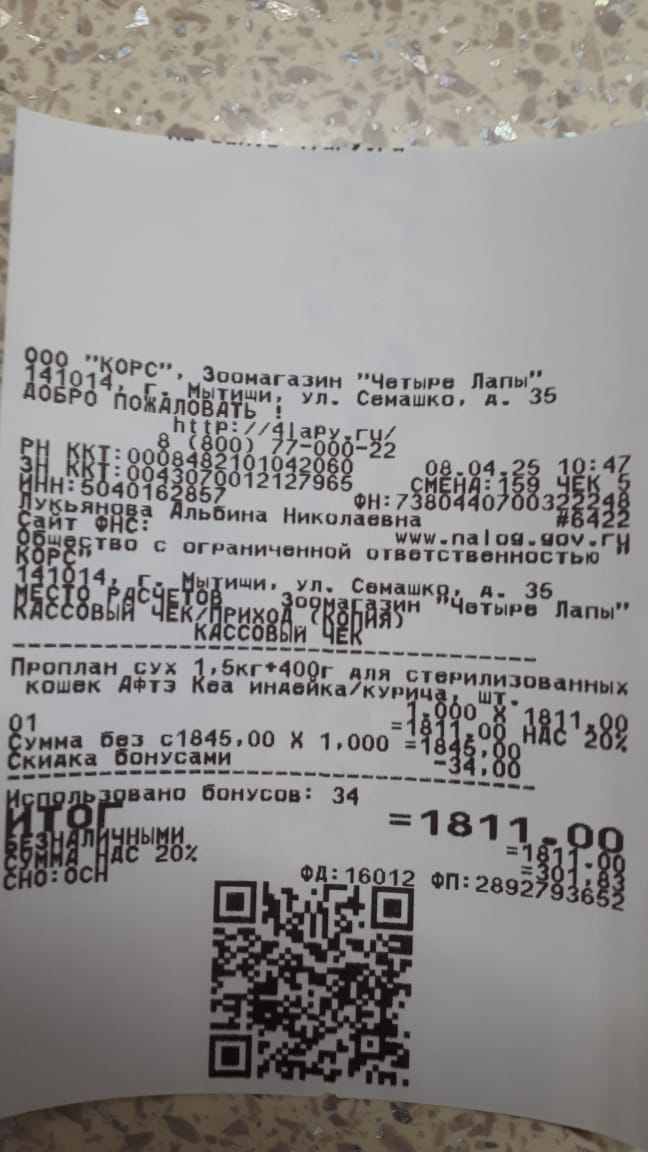 ООО "КОРС", Зоомагазин "Четыре Лапы"
141014, г. Мытищи, ул. Семашко, д. 35
ДОБРО ПОЖАЛОВАТЬ !
http://4lapy.ru/
8 (800) 77-000-22
РН ККТ:0008482101042060 08.04.25 10:47
ЗН ККТ:0043070012127965 СМЕНА:159 ЧЕК 5
ИНН:5040162857 ФН:7380440700322248
Лукьянова Альбина Николаевна #6422
Сайт ФНС: www.nalog.gov.ru
Общество с ограниченной ответственностью "
КОРС"
141014, г. Мытищи, ул. Семашко, д. 35
МЕСТО РАСЧЕТОВ Зоомагазин "Четыре Лапы"
КАССОВЫЙ ЧЕК/ПРИХОД (КОПИЯ)
КАССОВЫЙ ЧЕК
Проплан сух 1,5кг+400г для стерилизованных
кошек Афтэ Кеа индейка/курица, шт.
1.000 X 1811.00
01 =1811.00 НДС 20%
Сумма без с1845,00 X 1,000 =1845,00
Скидка бонусами -34,00
Использовано бонусов: 34
ИТОГ =1811.00
БЕЗНАЛИЧНЫМИ =1811.00
СУММА НДС 20% =301.83
СНО:ОСН ФД:16012 ФП:2892793652